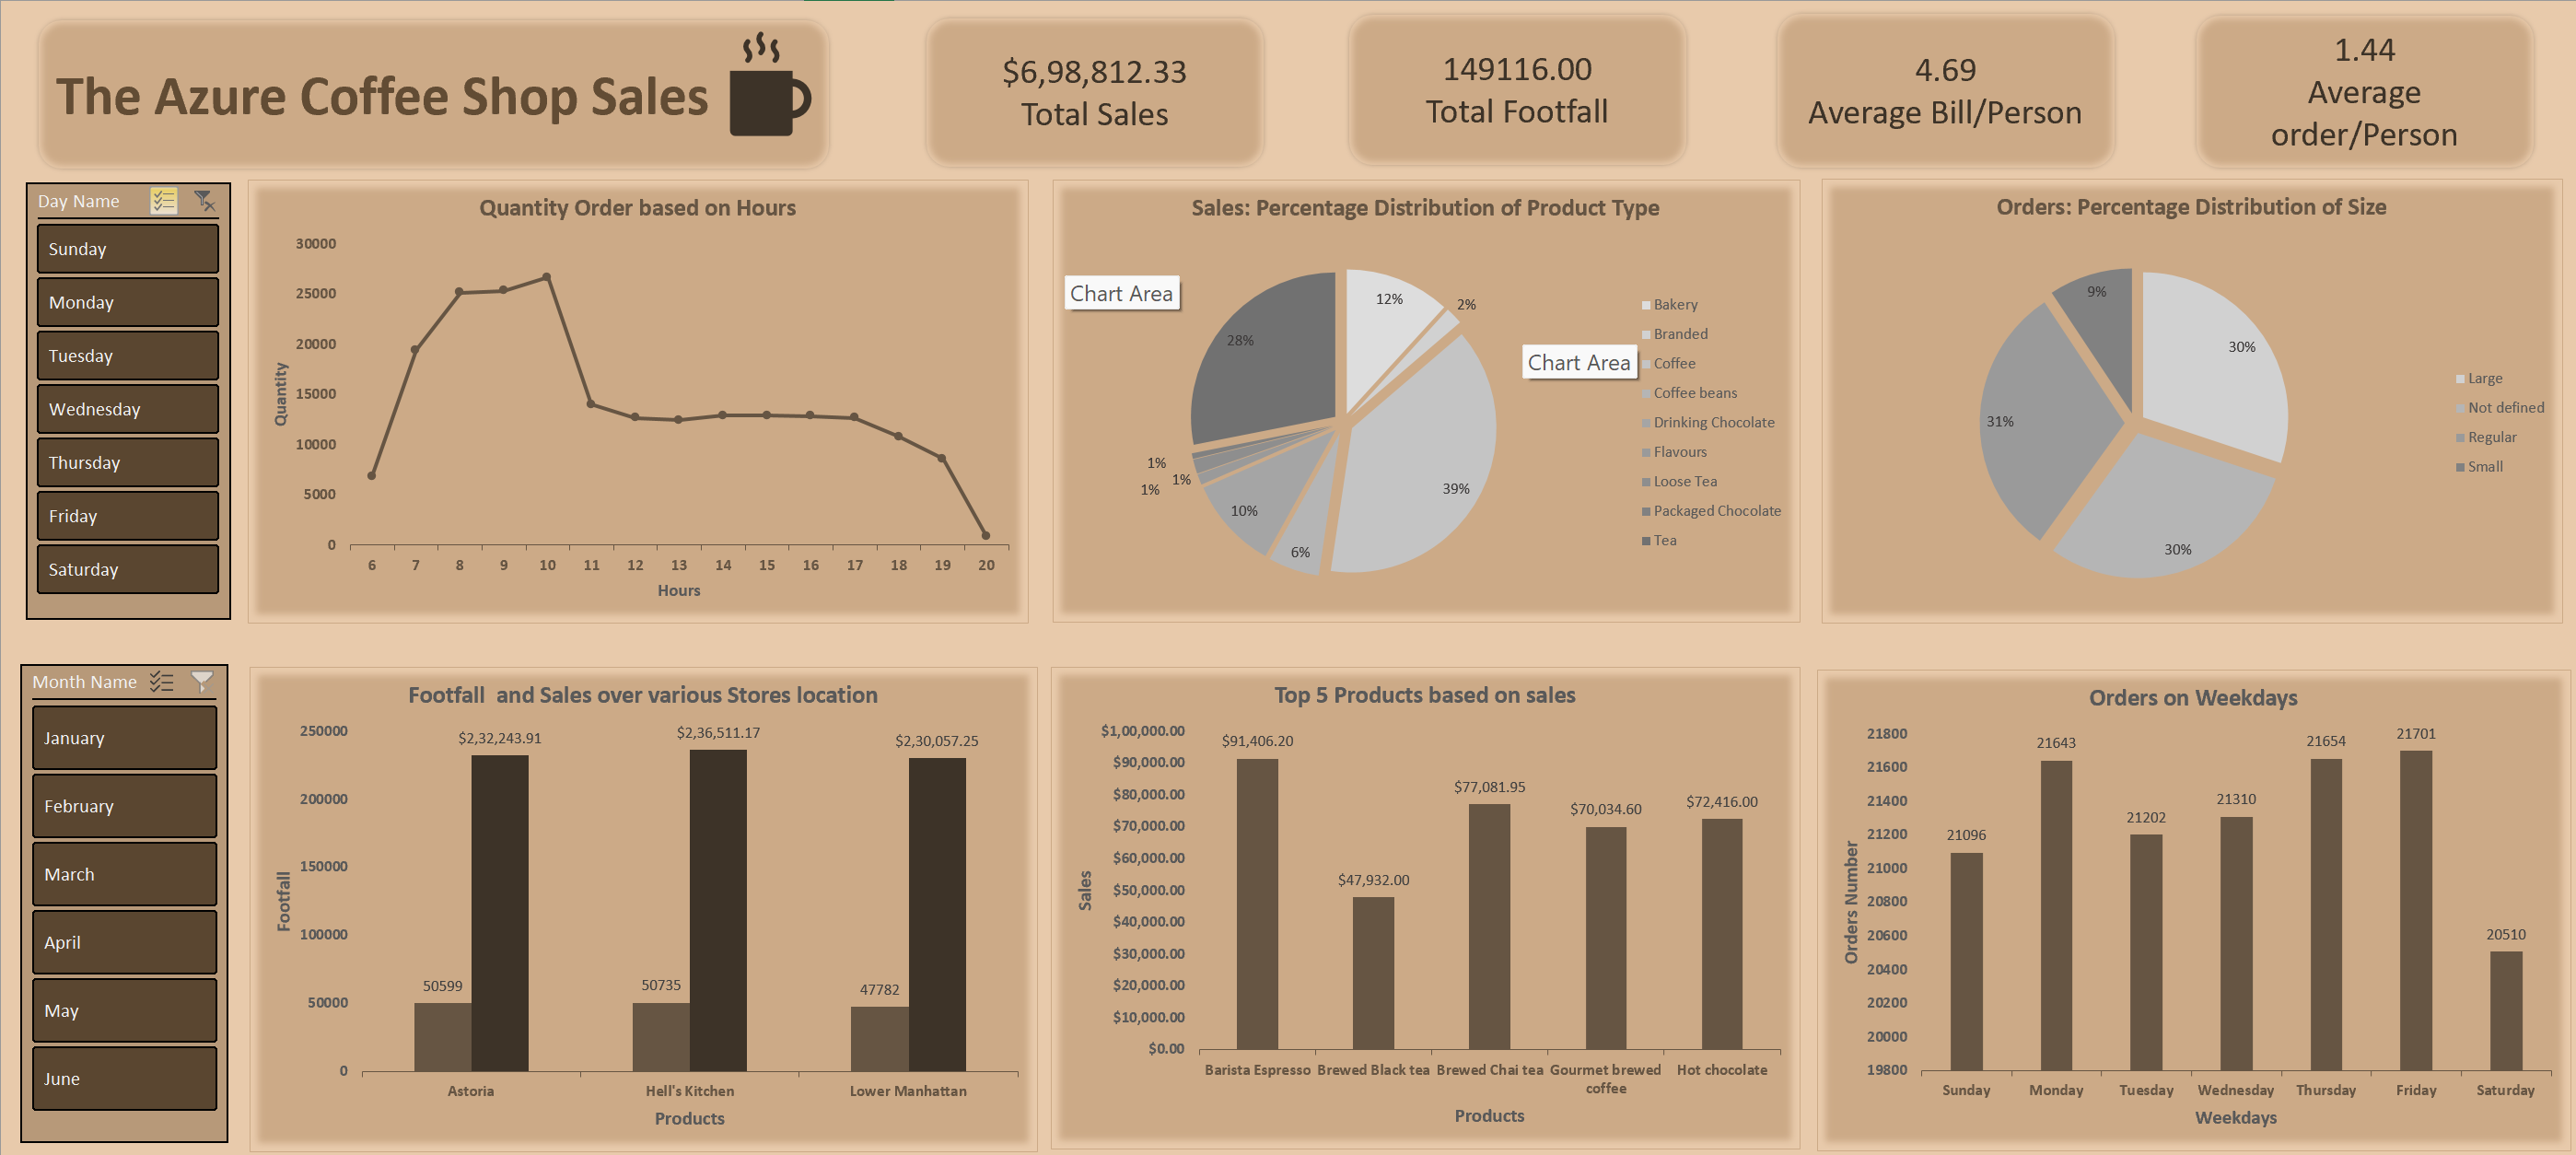 The Azure Coffee Shop Sales
$6,98,812.33
Total Sales
149116.00
Total Footfall
4.69
Average Bill/Person
1.44
Average
order/Person
Day Name
Sunday
Monday
Tuesday
Wednesday
Thursday
Friday
Saturday
Quantity Order based on Hours
30000
25000
20000
15000
10000
5000
0
Quantity
6 7 8 9 10 11 12 13 14 15 16 17 18 19 20
Hours
Sales: Percentage Distribution of Product Type
Chart Area
12%
2%
28%
Chart Area
39%
1%
1%
1%
10%
6%
Bakery
Branded
Coffee
Coffee beans
Drinking Chocolate
Flavours
Loose Tea
Packaged Chocolate
Tea
Orders: Percentage Distribution of Size
9%
30%
31%
30%
Large
Not defined
Regular
Small
Month Name
January
February
March
April
May
June
Footfall  and Sales over various Stores location
250000
200000
150000
100000
50000
0
Footfall
$2,32,243.91
$2,36,511.17
$2,30,057.25
50599
50735
47782
Astoria Hell's Kitchen Lower Manhattan
Products
Top 5 Products based on sales
$1,00,000.00
$90,000.00
$80,000.00
$70,000.00
$60,000.00
$50,000.00
$40,000.00
$30,000.00
$20,000.00
$10,000.00
$0.00
Sales
$91,406.20
$47,932.00
$77,081.95
$70,034.60
$72,416.00
Barista Espresso Brewed Black tea Brewed Chai tea Gourmet brewed Hot chocolate
coffee
Products
Orders on Weekdays
21800
21600
21400
21200
21000
20800
20600
20400
20200
20000
19800
Orders Number
21096
21643
21202
21310
21654
21701
20510
Sunday Monday Tuesday Wednesday Thursday Friday Saturday
Weekdays